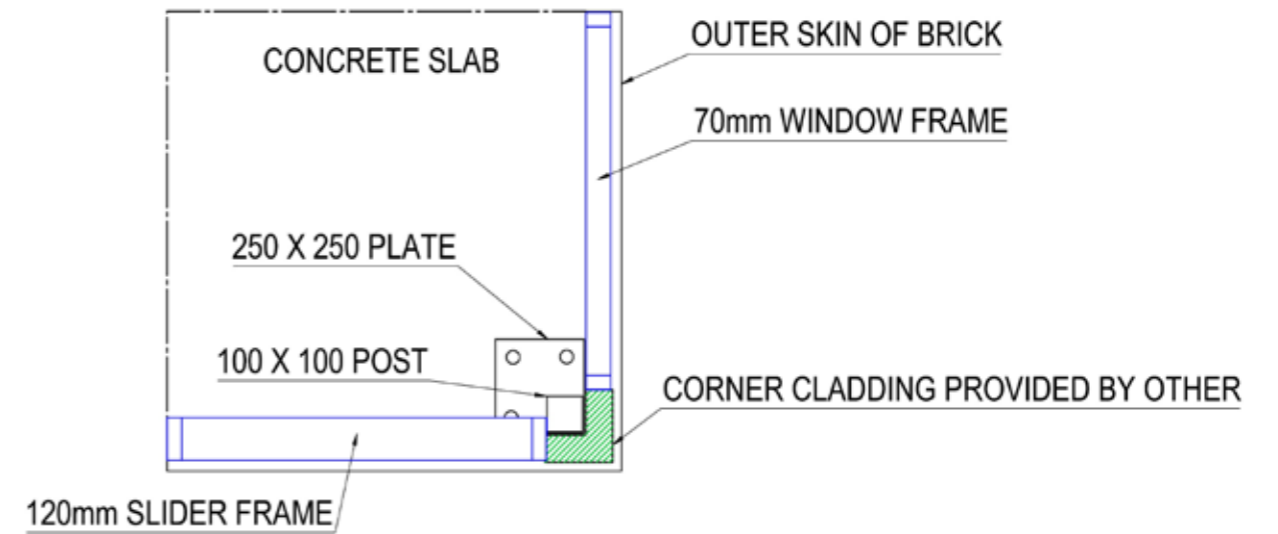 OUTER SKIN OF BRICK
CONCRETE SLAB
70mm WINDOW FRAME
250 X 250 PLATE
100 X 100 POST
CORNER CLADDING PROVIDED BY OTHER
120mm SLIDER FRAME